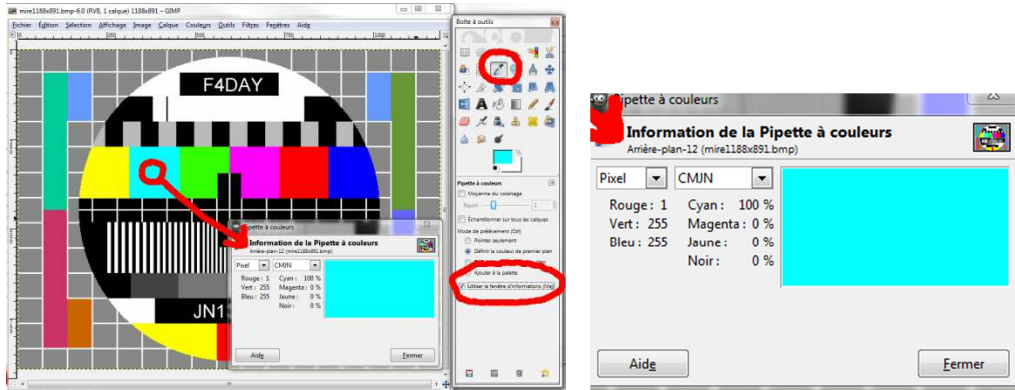 mire1188x891.bmp-6.0 (RVB, 1 calque) 1188x891 – GIMP
Fichier Édition Sélection Affichage Image Calque Couleurs Outils Filtres Fenêtres Aide
F4DAY
JN1
Pipette à couleurs
Information de la Pipette à couleurs
Arrière-plan-12 (mire1188x891.bmp)
Pixel CMJN
Rouge : 1 Cyan : 100 %
Vert : 255 Magenta : 0 %
Bleu : 255 Jaune : 0 %
Noir : 0 %
Aide Fermer
Boîte à outils
Pipette à couleurs
Moyenne du voisinage
Rayon
Échantillonner sur tous les calques
Mode de prélèvement (Ctrl)
Pointer seulement
Définir la couleur de premier plan
Ajouter à la palette
Utiliser la fenêtre d'informations (Maj)
Pipette à couleurs
Information de la Pipette à couleurs
Arrière-plan-12 (mire1188x891.bmp)
Pixel CMJN
Rouge : 1 Cyan : 100 %
Vert : 255 Magenta : 0 %
Bleu : 255 Jaune : 0 %
Noir : 0 %
Aide Fermer